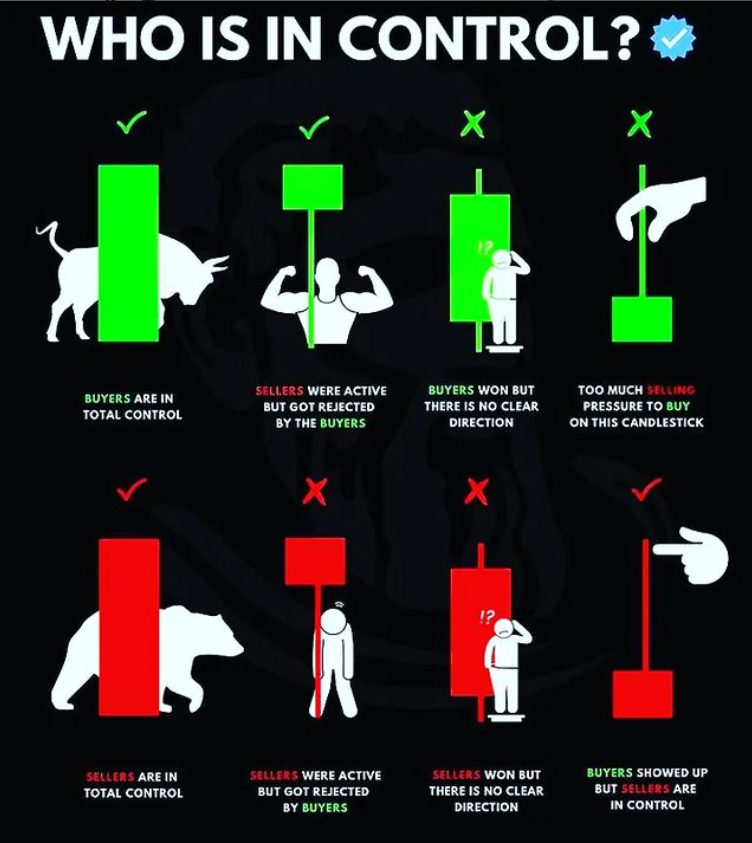 WHO IS IN CONTROL?
BUYERS ARE IN
TOTAL CONTROL
SELLERS WERE ACTIVE
BUT GOT REJECTED
BY THE BUYERS
!?
BUYERS WON BUT
THERE IS NO CLEAR
DIRECTION
TOO MUCH SELLING
PRESSURE TO BUY
ON THIS CANDLESTICK
SELLERS ARE IN
TOTAL CONTROL
SELLERS WERE ACTIVE
BUT GOT REJECTED
BY BUYERS
!?
SELLERS WON BUT
THERE IS NO CLEAR
DIRECTION
BUYERS SHOWED UP
BUT SELLERS ARE
IN CONTROL